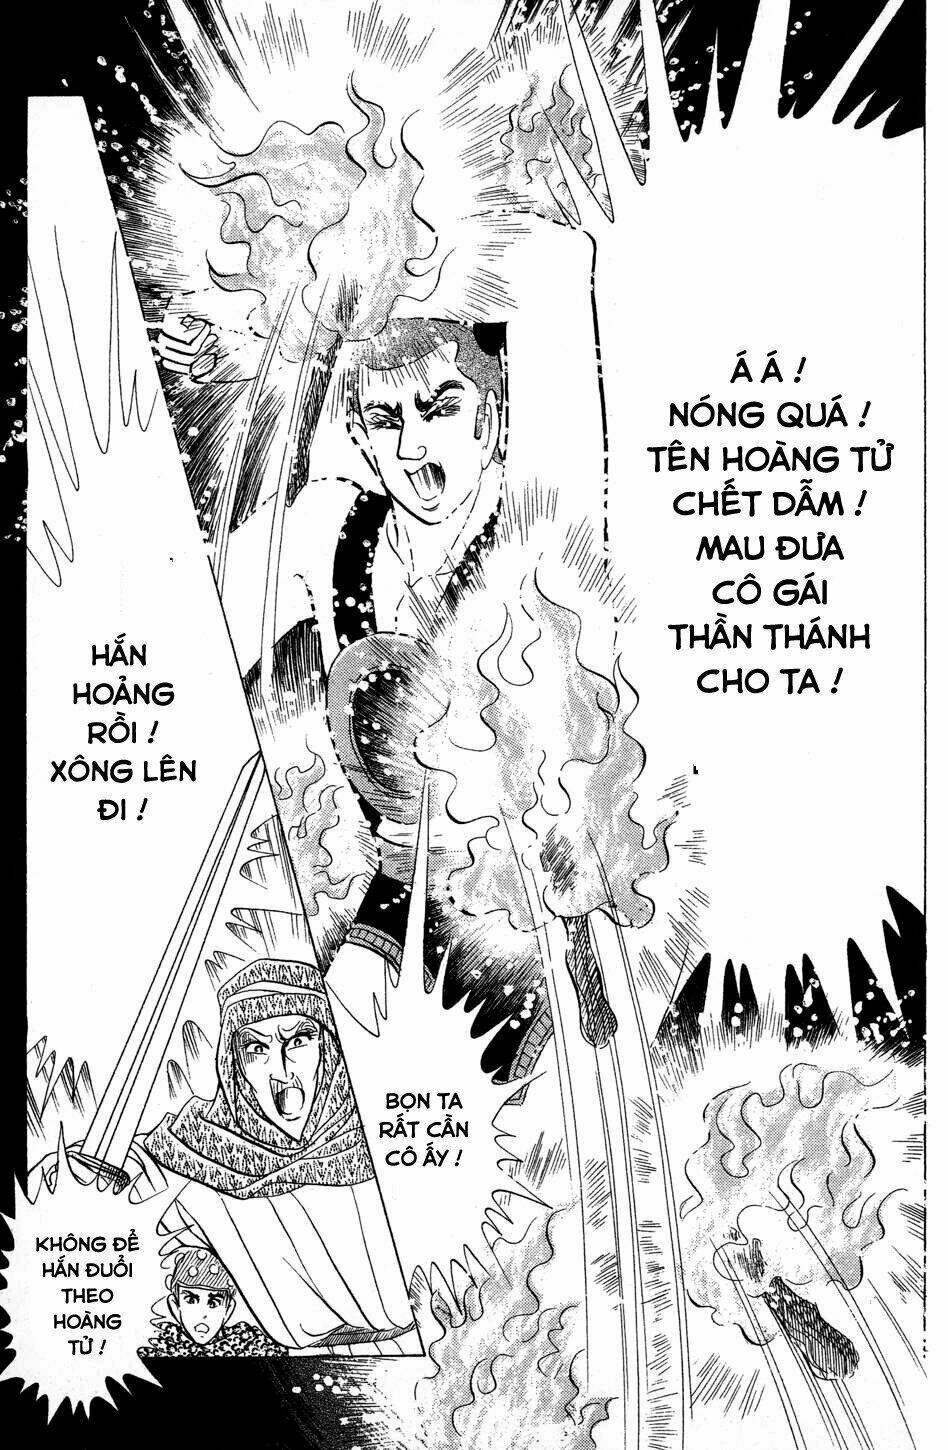 Á Á !
NÓNG QUÁ !
TÊN HOÀNG TỬ
CHẾT DẪM !
MAU ĐƯA
CÔ GÁI
THẦN THÁNH
CHO TA !
HẮN
HOẢNG
RỒI !
XÔNG LÊN
ĐI !
BỌN TA
RẤT CẦN
CÔ ẤY !
KHÔNG ĐỂ
HẮN ĐUỔI
THEO
HOÀNG
TỬ !